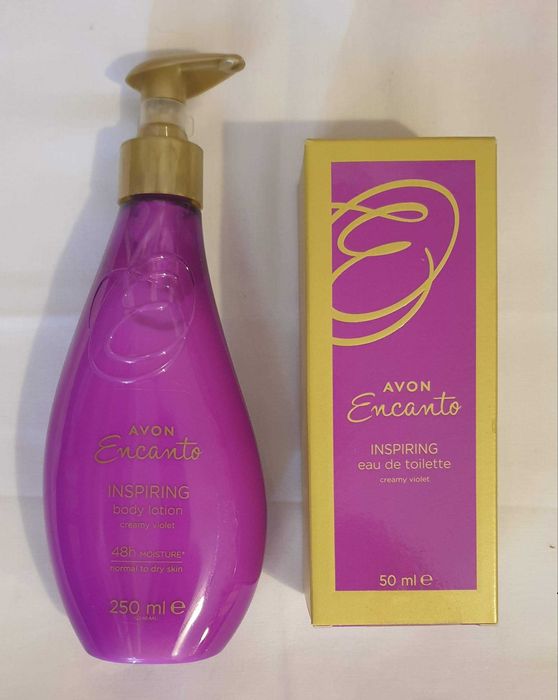 AVON
Encanto
INSPIRING
body lotion
creamy violet
48h MOISTURE*
normal to dry skin
250 ml e
AVON
Encanto
INSPIRING
eau de toilette
creamy violet
50 ml e